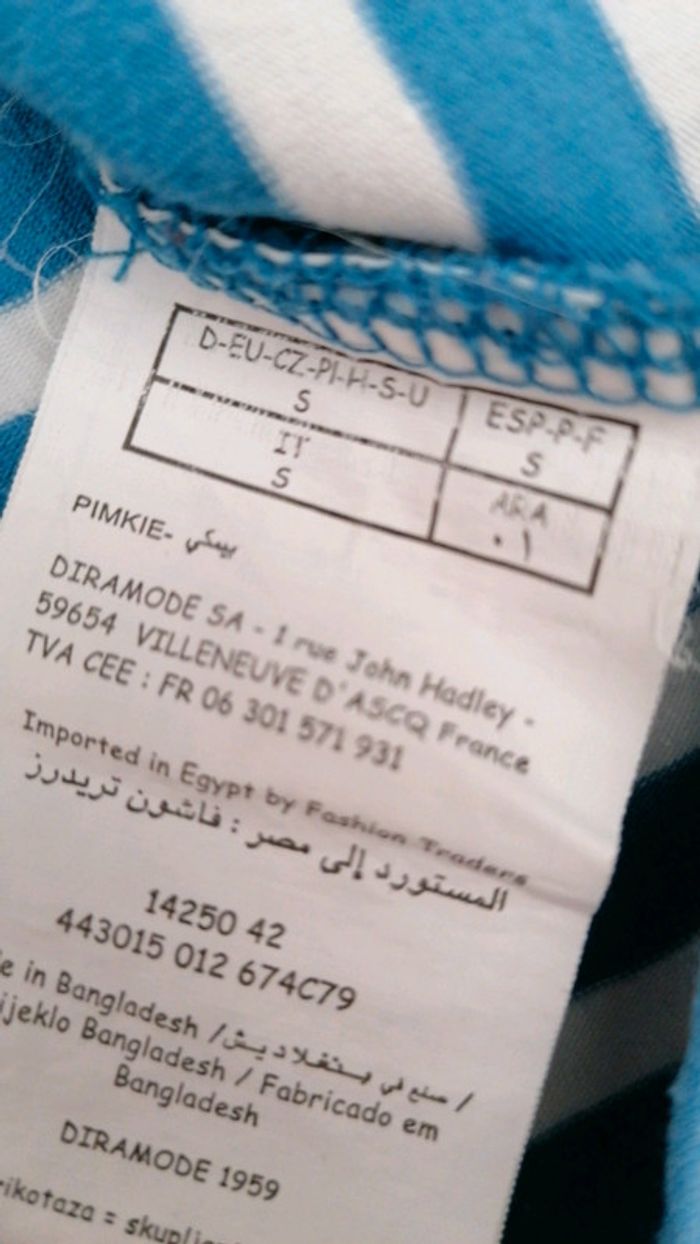 D-EU-CZ-PI-H-S-U
S
ESP-P-F
S
IT
S
ARA
٠١
PIMKIE- بيمكي
DIRAMODE SA - 1 rue John Hadley -
59654 VILLENEUVE D'ASCQ France
TVA CEE : FR 06 301 571 931
Imported in Egypt by Fashion Traders
المستورد إلى مصر : فاشون تريدرز
14250 42
443015 012 674C79
e in Bangladesh / صنع في بنغلاديش /
ijeklo Bangladesh / Fabricado em
Bangladesh
DIRAMODE 1959
rikotaza =